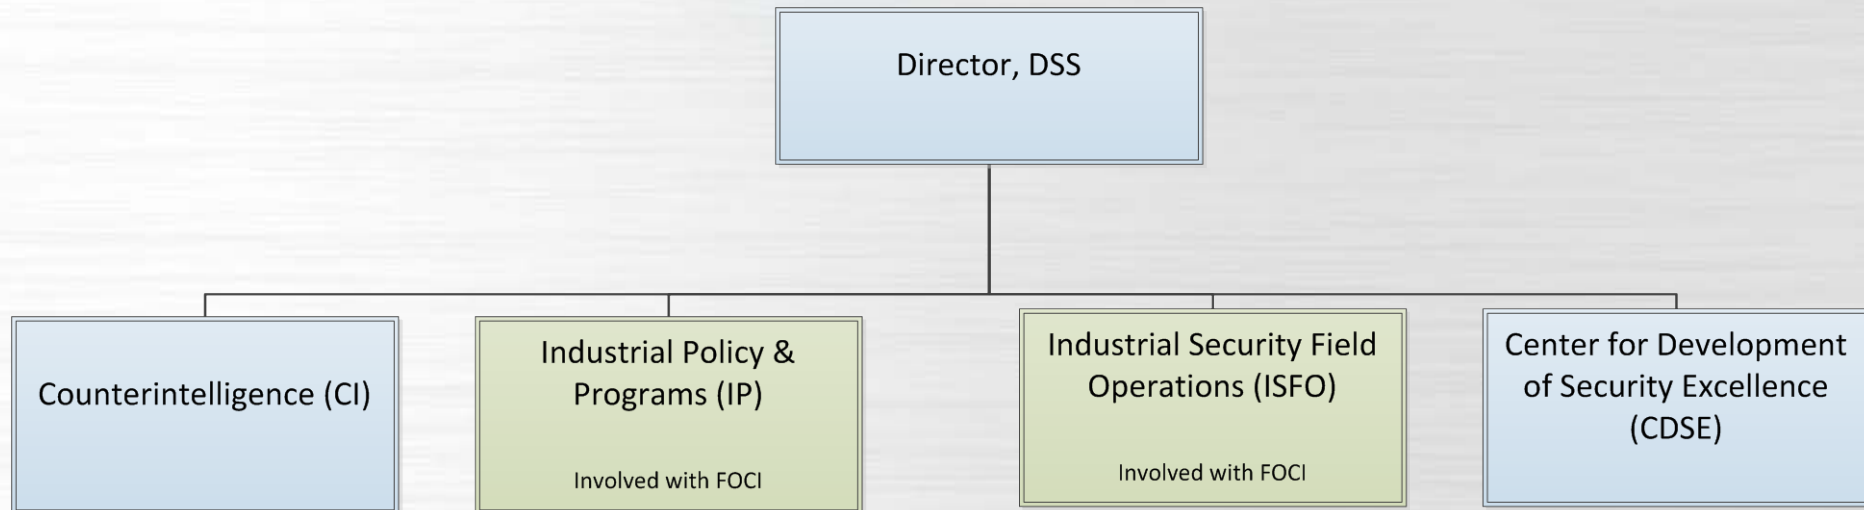 Director, DSS
Counterintelligence (CI)
Industrial Policy &
Programs (IP)
Involved with FOCI
Industrial Security Field
Operations (ISFO)
Involved with FOCI
Center for Development
of Security Excellence
(CDSE)